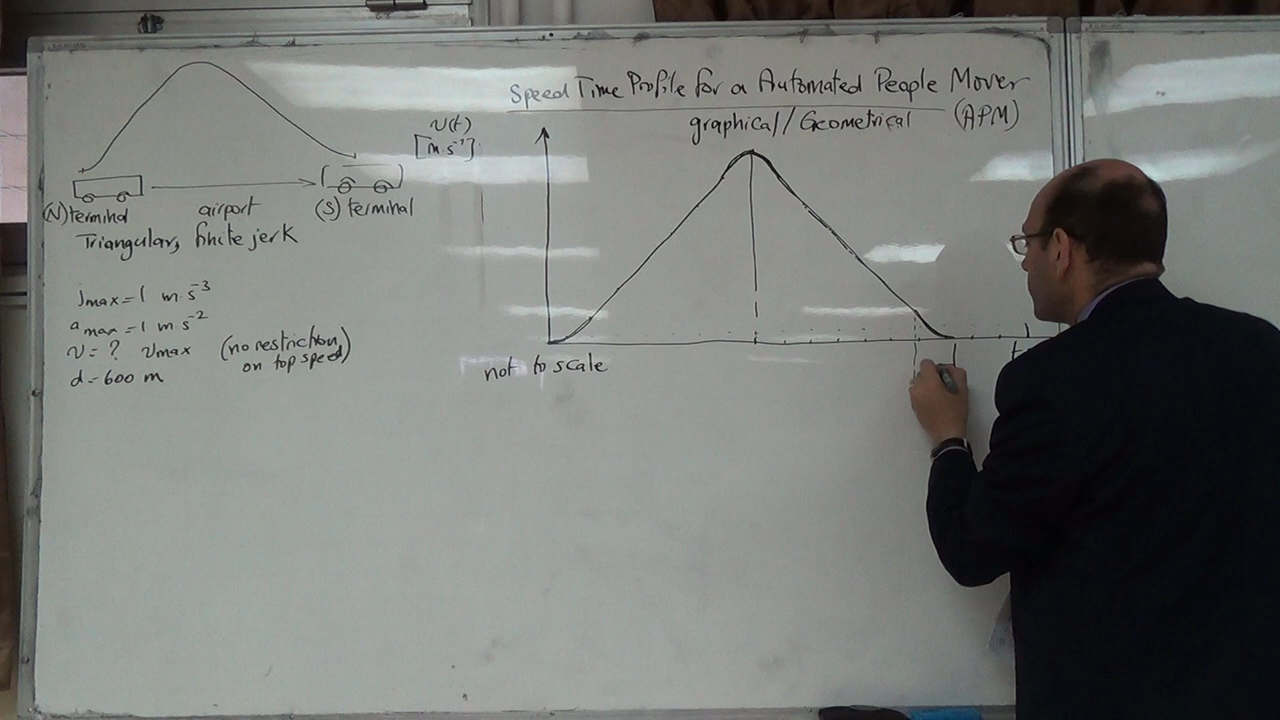 Speed Time Profile for a Automated People Mover
graphical/Geometrical (APM)
v(t)
[m s⁻¹]
(N) terminal
airport
(S) terminal
Triangular, finite jerk
jmax = 1 m s⁻³
amax = 1 m s⁻²
v = ? vmax (no restriction on top speed)
d = 600 m
not to scale
t